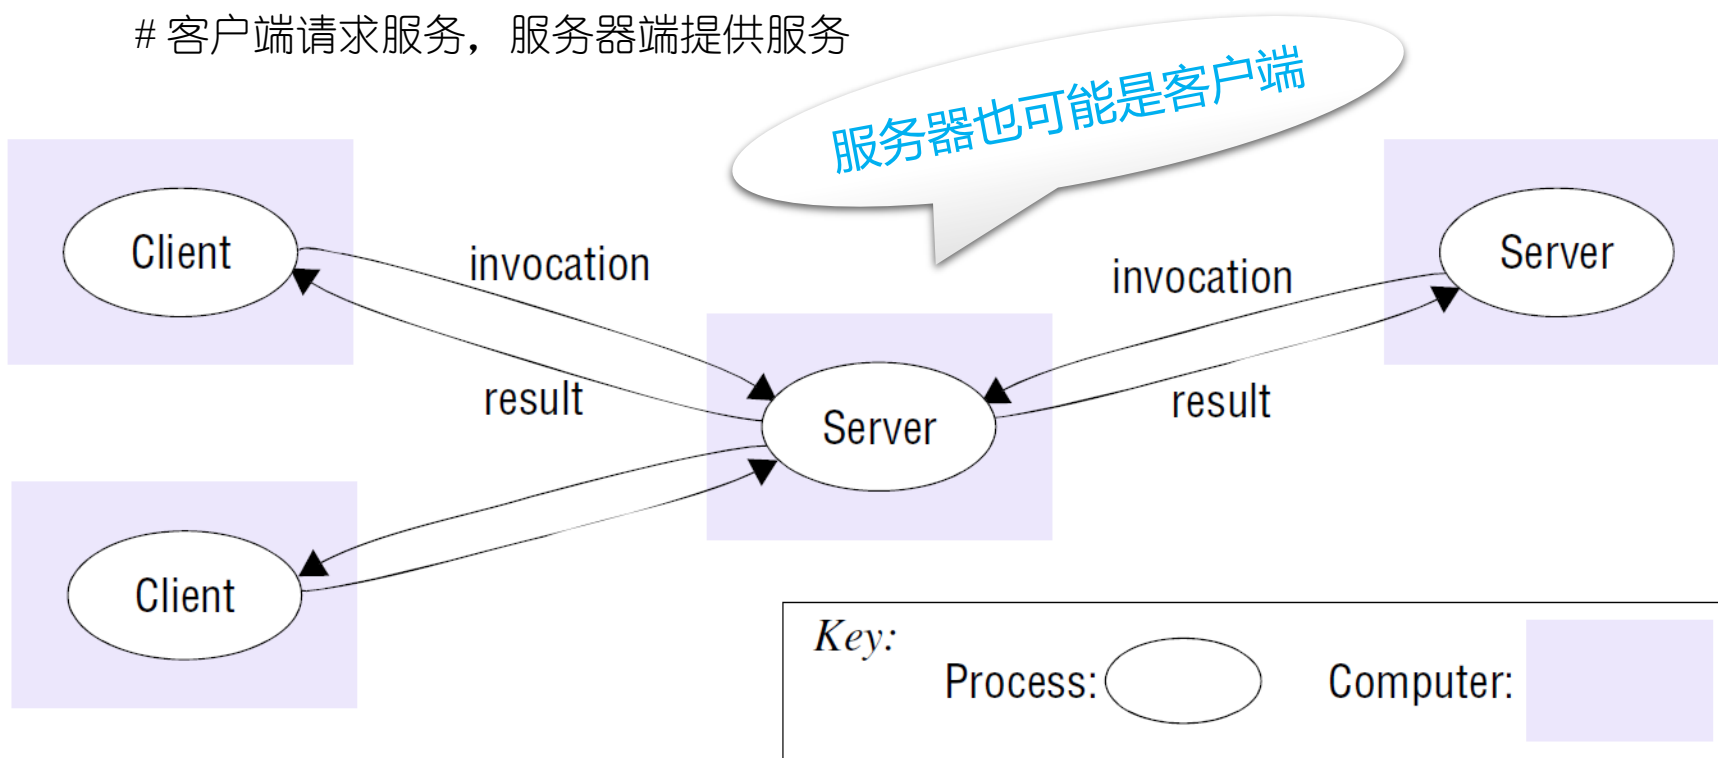 # 客户端请求服务，服务器端提供服务
服务器也可能是客户端
Client
invocation
result
Server
invocation
result
Server
Client
Key:
Process:
Computer: